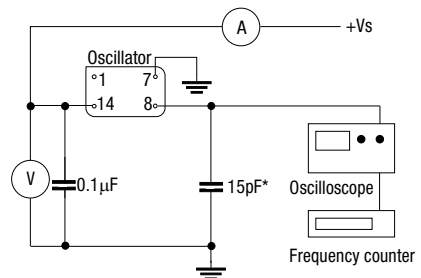 A
+Vs
Oscillator
1 7
14 8
V
0.1μF
15pF*
Oscilloscope
Frequency counter